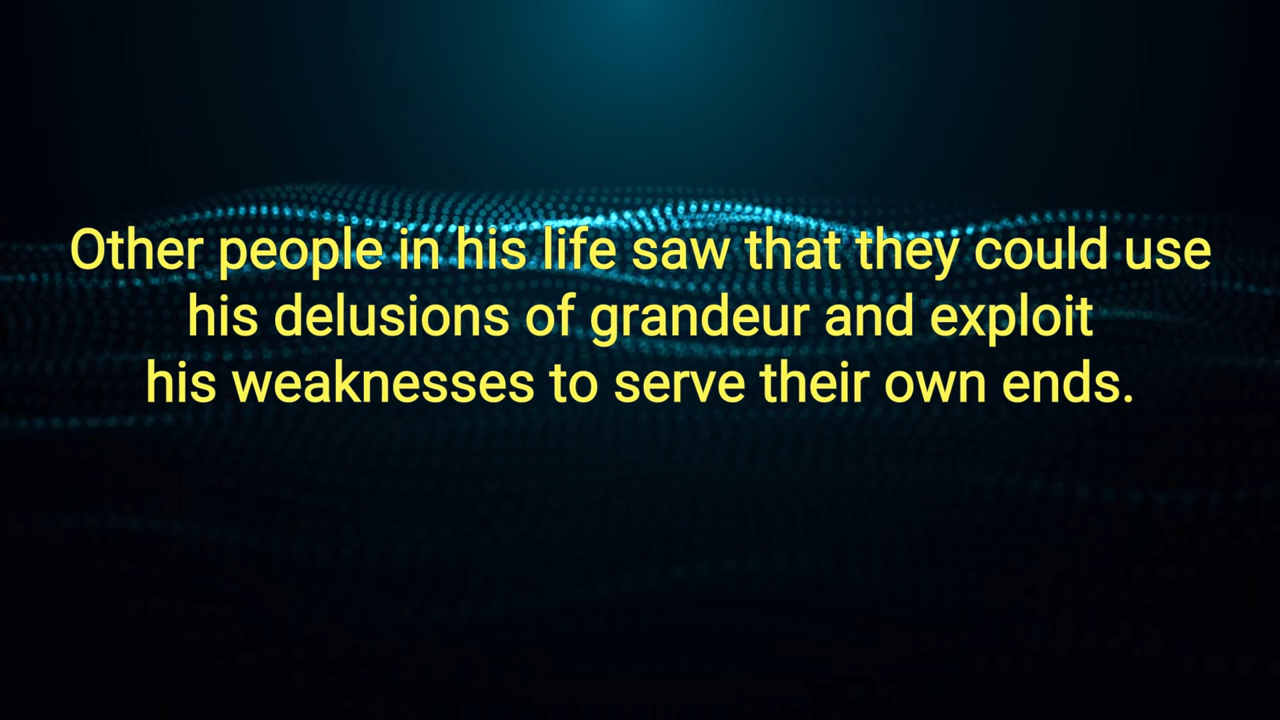 Other people in his life saw that they could use
his delusions of grandeur and exploit
his weaknesses to serve their own ends.